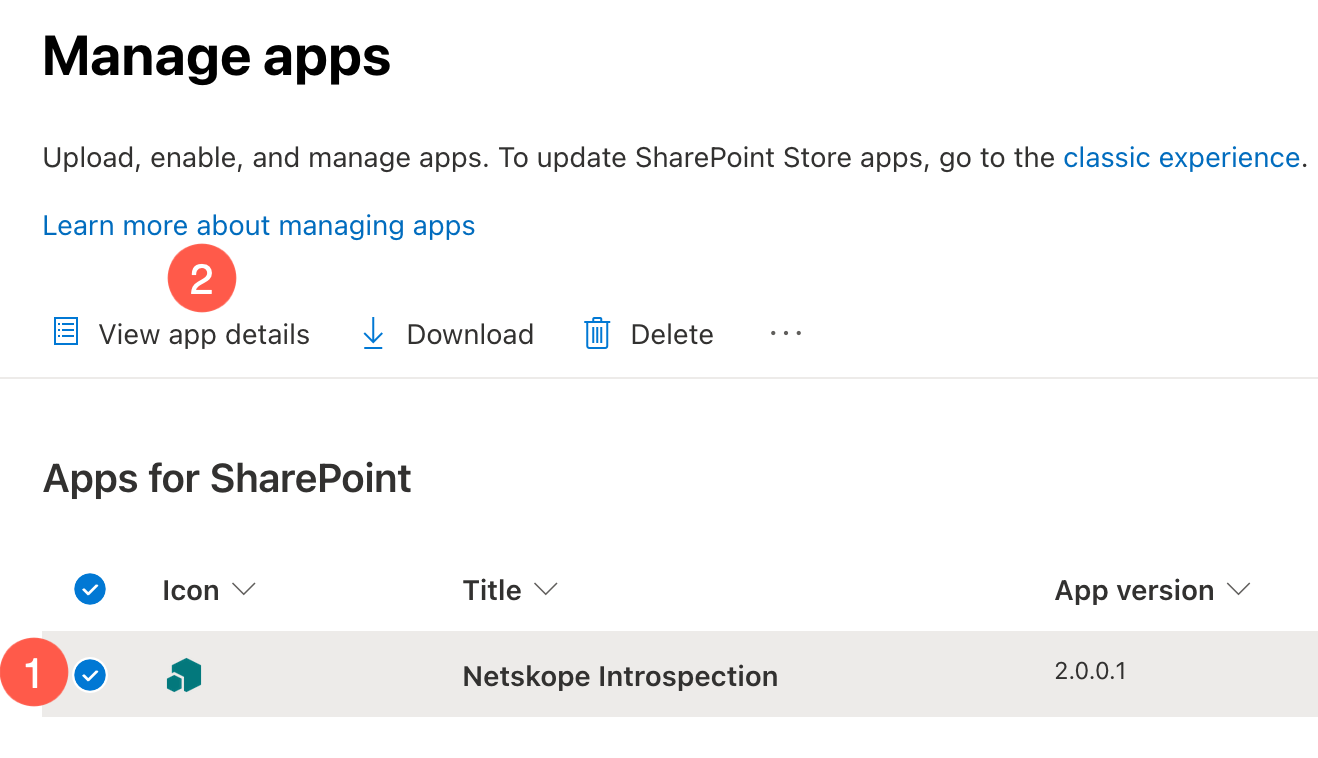 Manage apps
Upload, enable, and manage apps. To update SharePoint Store apps, go to the classic experience.
Learn more about managing apps
2
View app details Download Delete ···
Apps for SharePoint
Icon Title App version
1 Netskope Introspection 2.0.0.1